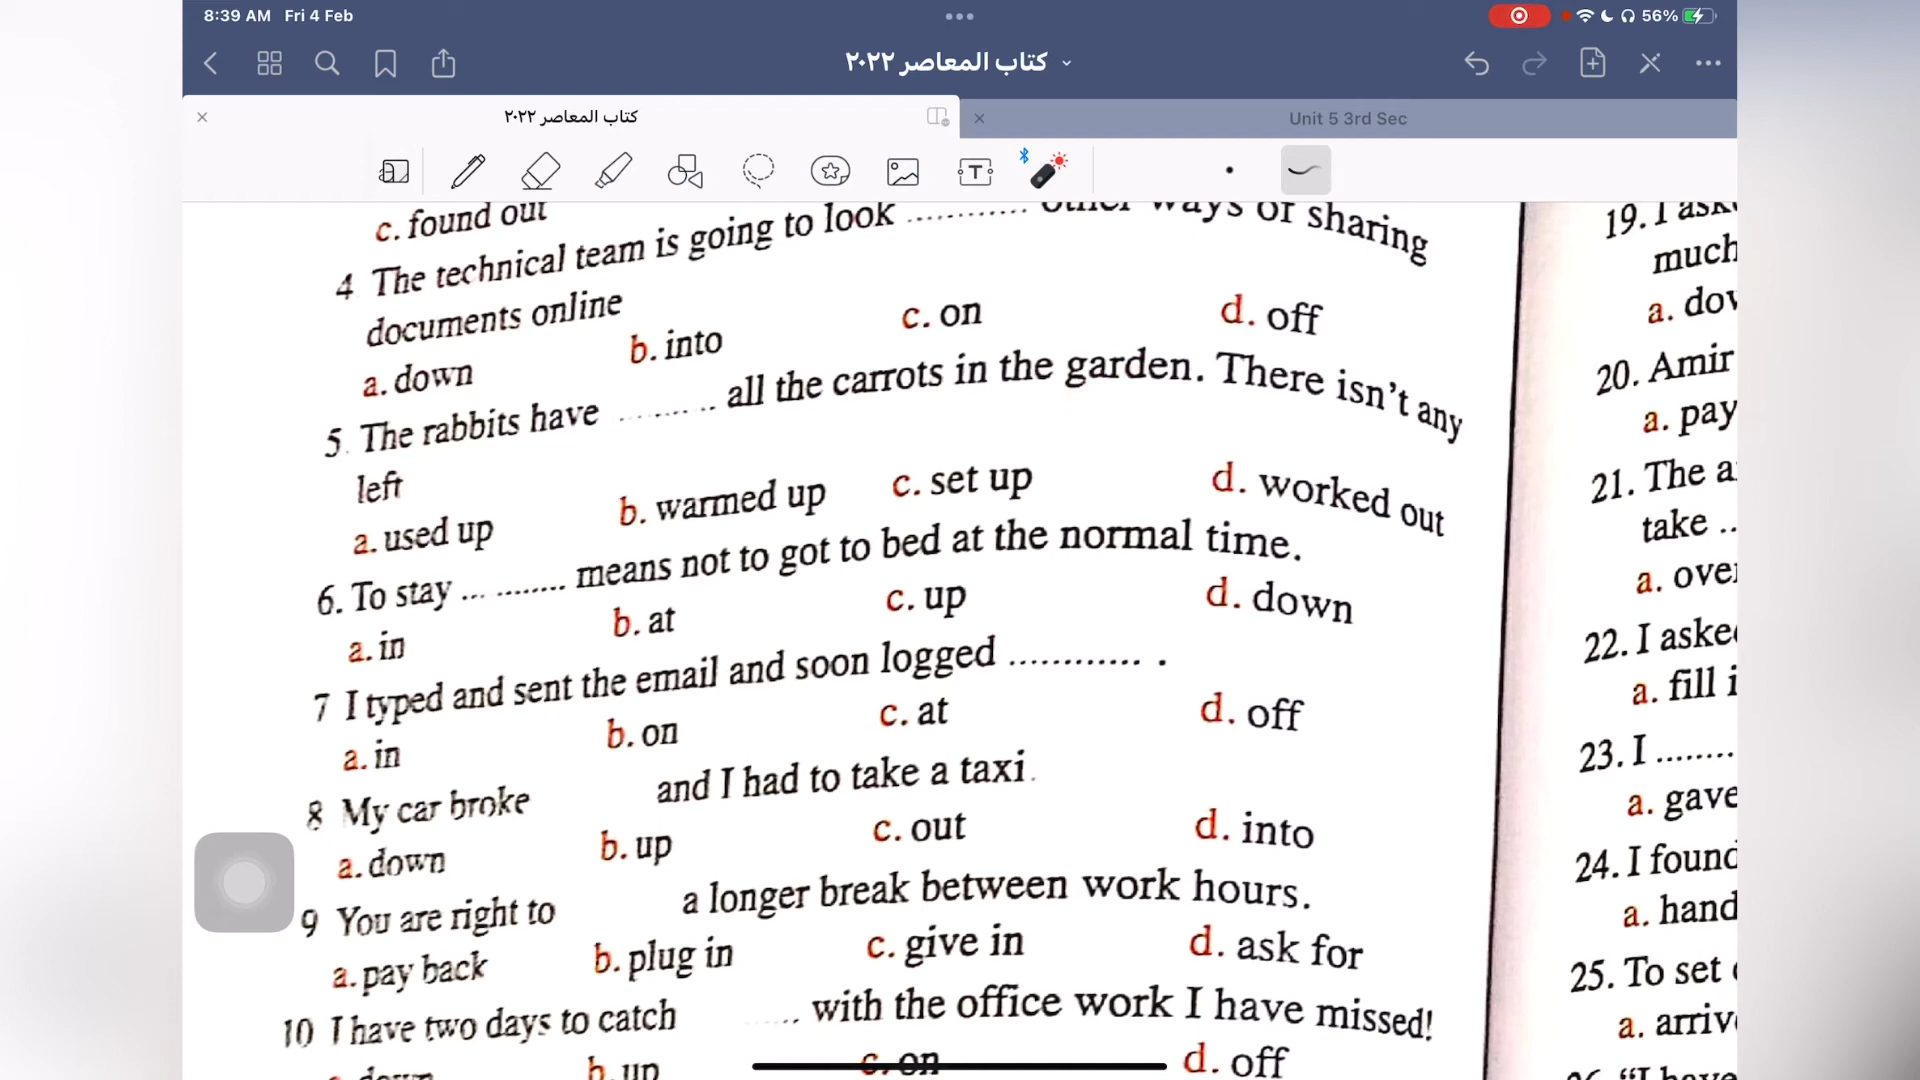 8:39 AM Fri 4 Feb
56%
كتاب المعاصر ٢٠٢٢
كتاب المعاصر ٢٠٢٢
Unit 5 3rd Sec
c. found out
4 The technical team is going to look ............ other ways of sharing
documents online
a. down b. into c. on d. off
5. The rabbits have .......... all the carrots in the garden. There isn't any
left
a. used up b. warmed up c. set up d. worked out
6. To stay ... ......... means not to got to bed at the normal time.
a. in b. at c. up d. down
7 I typed and sent the email and soon logged ............. .
a. in b. on c. at d. off
8 My car broke and I had to take a taxi.
a. down b. up c. out d. into
9 You are right to a longer break between work hours.
a. pay back b. plug in c. give in d. ask for
10 I have two days to catch ..... with the office work I have missed!
a. down b. up c. on d. off
19. I
much
a.
20. Amir
a. pay
21. The
take ..
a.
22. I
a. fill
23. I ........
a. gave
24. I found
a. hand
25. To set
a.